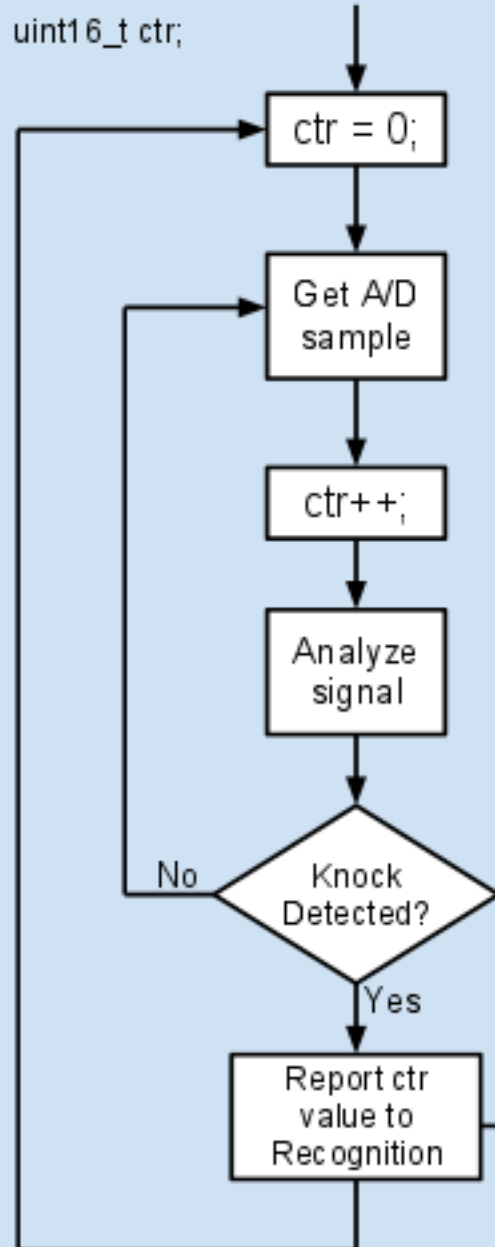 uint16_t ctr;
ctr = 0;
Get A/D
sample
ctr++;
Analyze
signal
Knock
Detected?
No
Yes
Report ctr
value to
Recognition